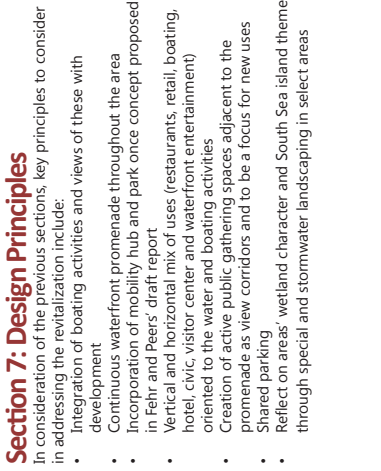 Section 7: Design Principles
In consideration of the previous sections, key principles to consider
in addressing the revitalization include:
• Integration of boating activities and views of these with
development
• Continuous waterfront promenade throughout the area
• Incorporation of mobility hub and park once concept proposed
in Fehr and Peers' draft report
• Vertical and horizontal mix of uses (restaurants, retail, boating,
hotel, civic, visitor center and waterfront entertainment)
oriented to the water and boating activities
• Creation of active public gathering spaces adjacent to the
promenade as view corridors and to be a focus for new uses
• Shared parking
• Reflect on areas' wetland character and South Sea island theme
through special and stormwater landscaping in select areas